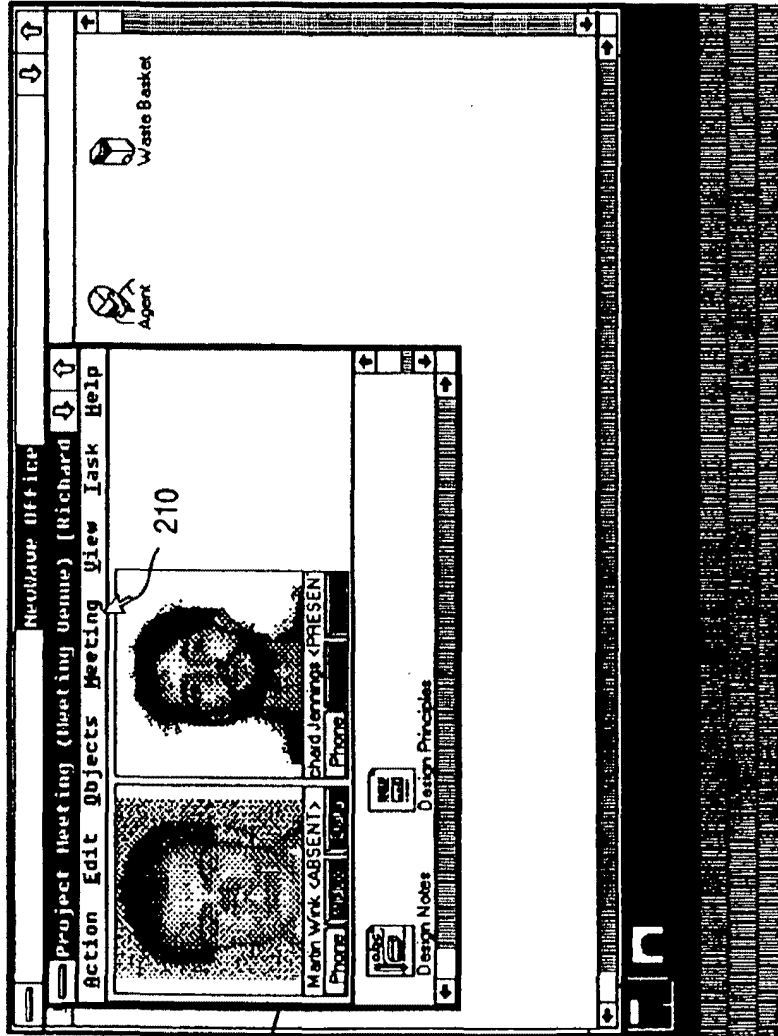 NewWave Office
Project Meeting (Meeting Venue) [Richard
Action Edit Objects Meeting View Task Help
210
Martin Wink <ABSENT>
chard Jennings <PRESEN
Phone
Phone
Design Notes
Design Principles
Agent
Waste Basket